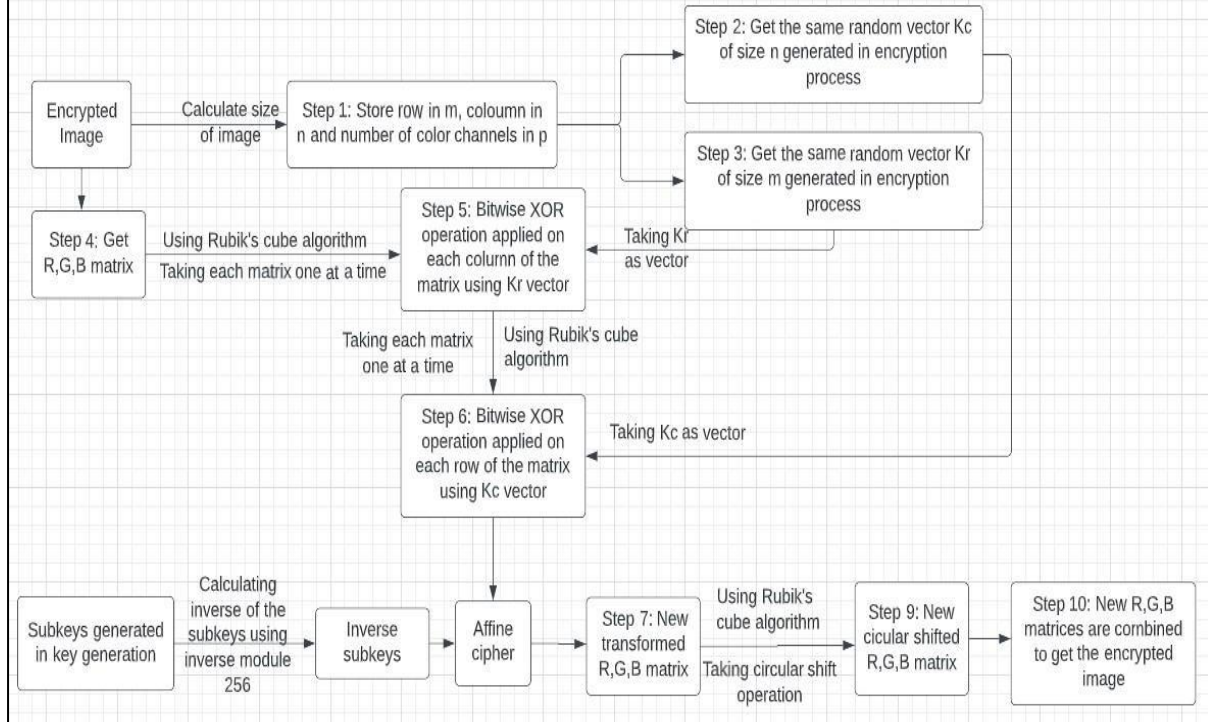 Step 2: Get the same random vector Kc
of size n generated in encryption
process
Encrypted
Image
Calculate size
of image
Step 1: Store row in m, coloumn in
n and number of color channels in p
Step 3: Get the same random vector Kr
of size m generated in encryption
process
Step 4: Get
R,G,B matrix
Using Rubik's cube algorithm
Taking each matrix one at a time
Step 5: Bitwise XOR
operation applied on
each column of the
matrix using Kr vector
Taking Kr
as vector
Taking each matrix
one at a time
Using Rubik's cube
algorithm
Step 6: Bitwise XOR
operation applied on
each row of the matrix
using Kc vector
Taking Kc as vector
Subkeys generated
in key generation
Calculating
inverse of the
subkeys using
inverse module
256
Inverse
subkeys
Affine
cipher
Step 7: New
transformed
R,G,B matrix
Using Rubik's
cube algorithm
Taking circular shift
operation
Step 9: New
cicular shifted
R,G,B matrix
Step 10: New R,G,B
matrices are combined
to get the encrypted
image